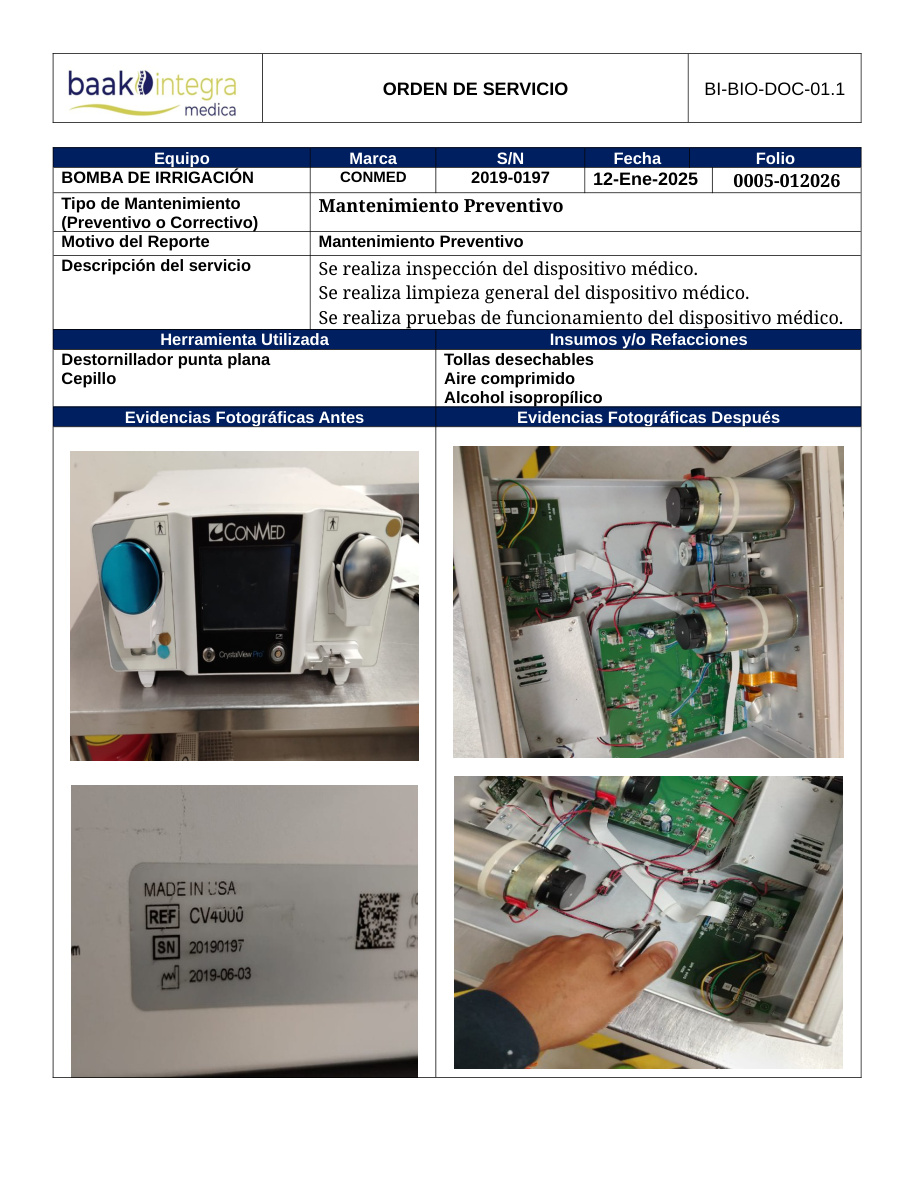 baak integra
medica
ORDEN DE SERVICIO
BI-BIO-DOC-01.1
Equipo Marca S/N Fecha Folio
BOMBA DE IRRIGACIÓN CONMED 2019-0197 12-Ene-2025 0005-012026
Tipo de Mantenimiento
(Preventivo o Correctivo)
Mantenimiento Preventivo
Motivo del Reporte Mantenimiento Preventivo
Descripción del servicio
Se realiza inspección del dispositivo médico.
Se realiza limpieza general del dispositivo médico.
Se realiza pruebas de funcionamiento del dispositivo médico.
Herramienta Utilizada Insumos y/o Refacciones
Destornillador punta plana
Cepillo
Tollas desechables
Aire comprimido
Alcohol isopropílico
Evidencias Fotográficas Antes Evidencias Fotográficas Después
CONMED
CrystalView Pro
MADE IN USA
REF CV4000
SN 20190197
2019-06-03